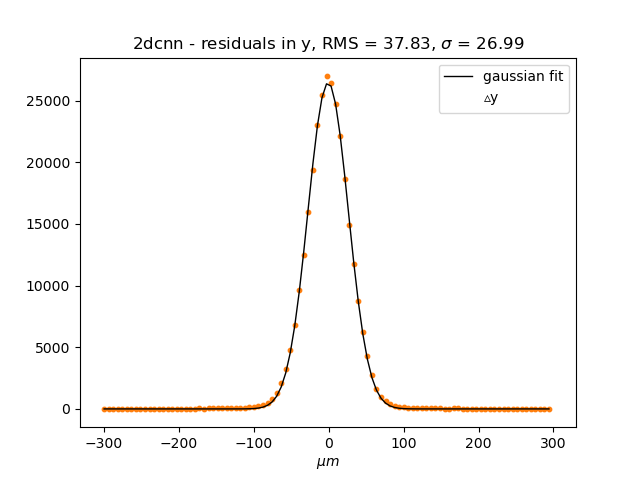 2dcnn - residuals in y, RMS = 37.83, σ = 26.99
gaussian fit
△y
25000
20000
15000
10000
5000
0
−300 −200 −100 0 100 200 300
μm